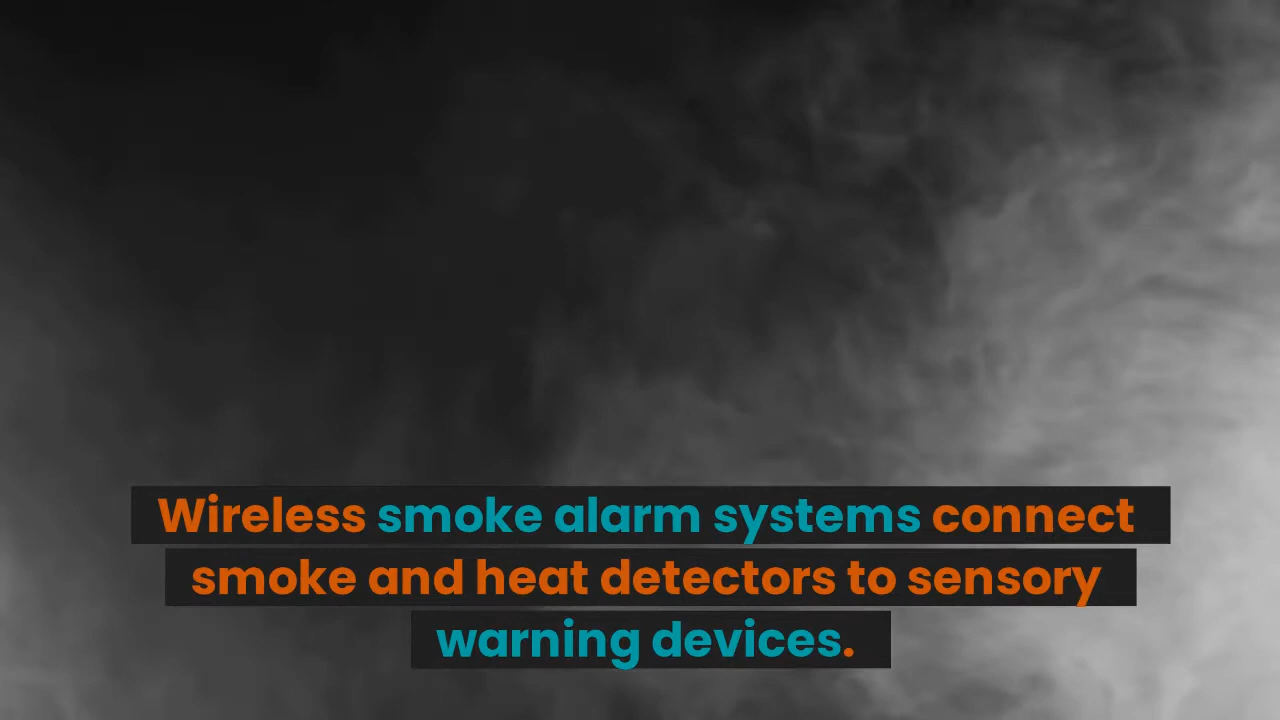 Wireless smoke alarm systems connect
smoke and heat detectors to sensory
warning devices.